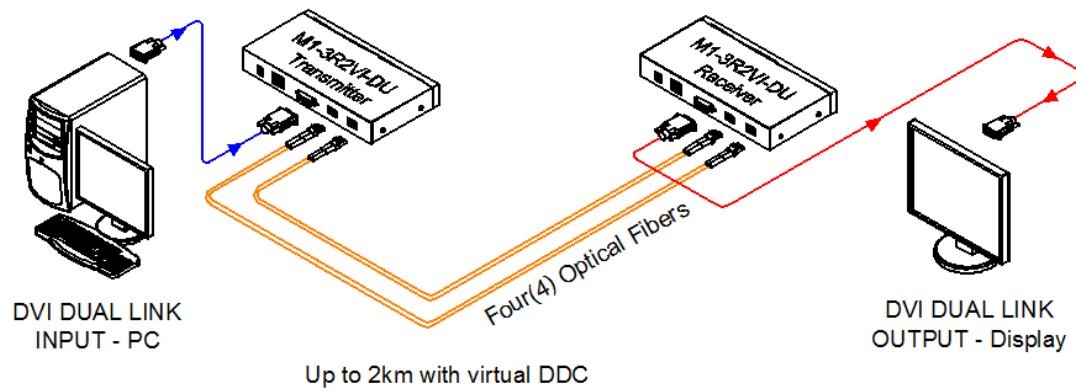 M1-3R2VI-DU
Transmitter
M1-3R2VI-DU
Receiver
Four(4) Optical Fibers
DVI DUAL LINK
INPUT - PC
DVI DUAL LINK
OUTPUT - Display
Up to 2km with virtual DDC